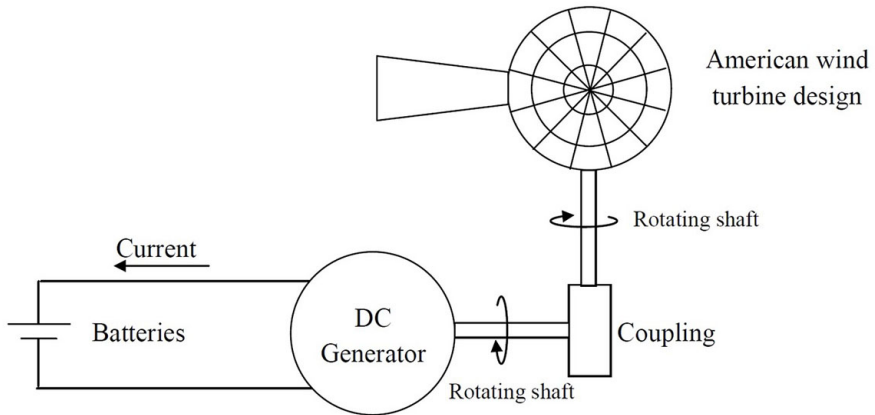 American wind
turbine design
Rotating shaft
Current
Batteries
DC
Generator
Coupling
Rotating shaft